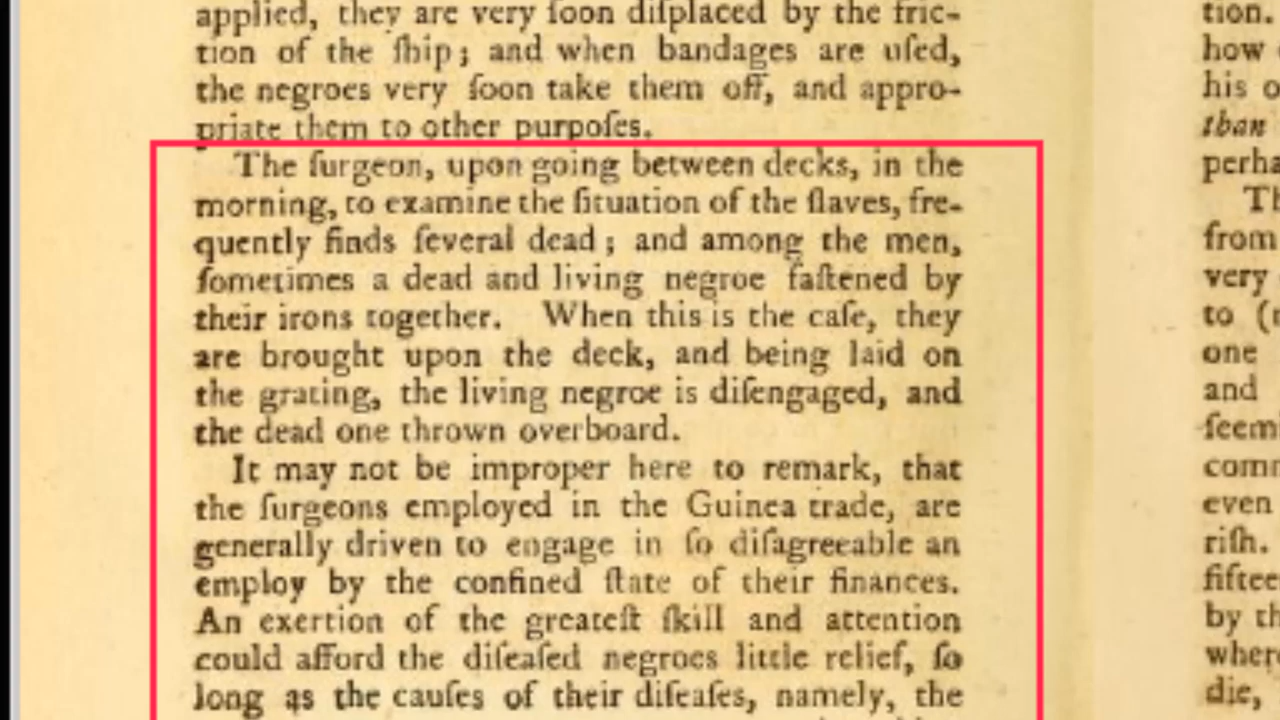 applied, they are very ſoon diſplaced by the fric-
tion of the ſhip; and when bandages are uſed,
the negroes very ſoon take them off, and appro-
priate them to other purpoſes.
The ſurgeon, upon going between decks, in the
morning, to examine the ſituation of the ſlaves, fre-
quently finds ſeveral dead; and among the men,
ſometimes a dead and living negroe faſtened by
their irons together. When this is the caſe, they
are brought upon the deck, and being laid on
the grating, the living negroe is diſengaged, and
the dead one thrown overboard.
It may not be improper here to remark, that
the ſurgeons employed in the Guinea trade, are
generally driven to engage in ſo diſagreeable an
employ by the confined ſtate of their finances.
An exertion of the greateſt ſkill and attention
could afford the diſeaſed negroes little relief, ſo
long as the cauſes of their diſeaſes, namely, the
tion.
how
his o
than
perha
Th
from
very
to (
one
and
ſeem
com
even
riſh.
fiftee
by th
where
die,